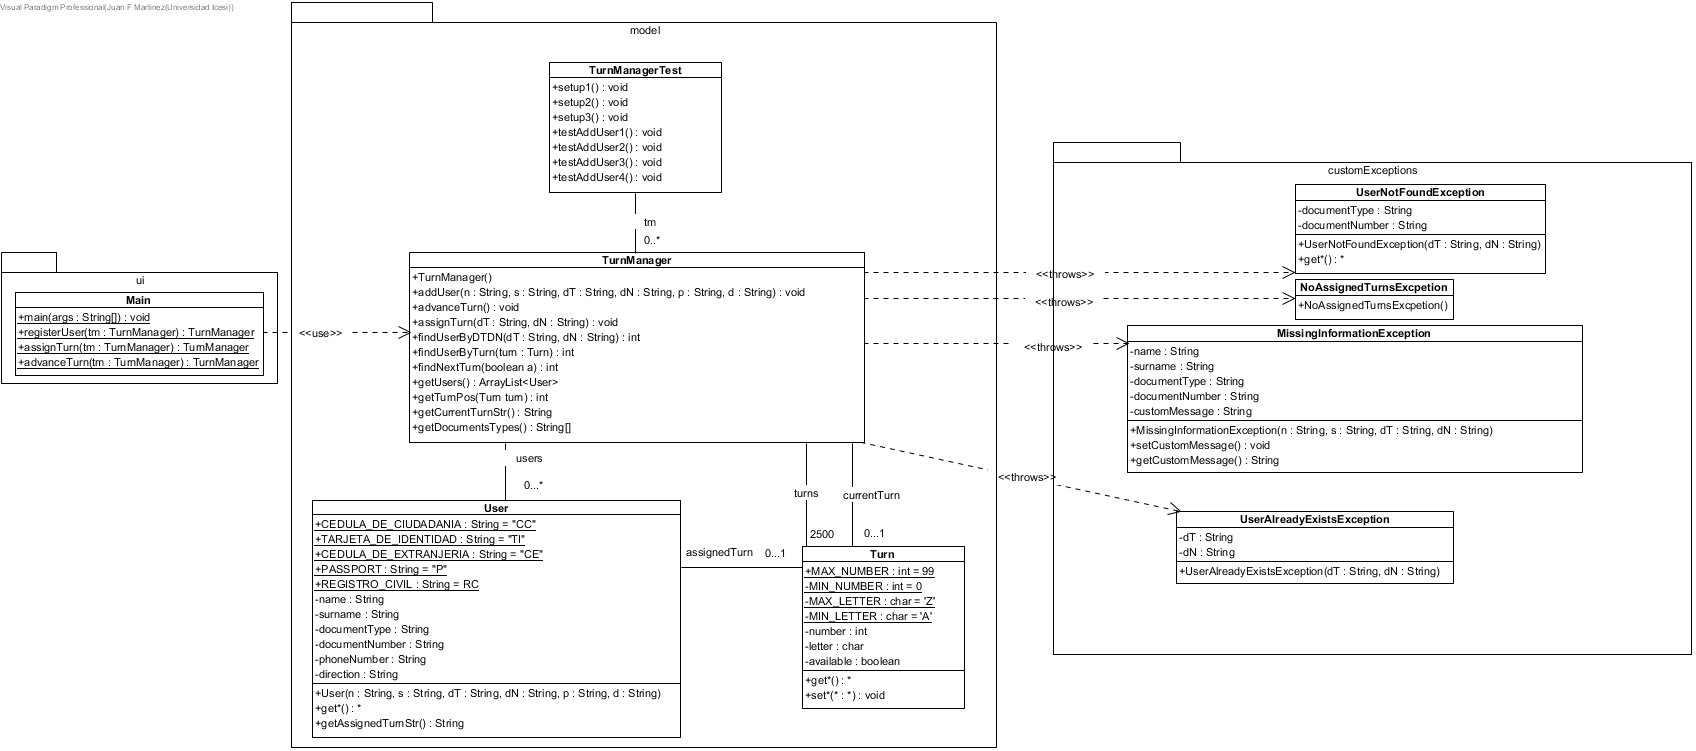 Visual Paradigm Professional(Juan F Martinez(Universidad Icesi))
model
TurnManagerTest
+setup1() : void
+setup2() : void
+setup3() : void
+testAddUser1() : void
+testAddUser2() : void
+testAddUser3() : void
+testAddUser4() : void
tm
0..*
ui
Main
+main(args : String[]) : void
+registerUser(tm : TurnManager) : TurnManager
+assignTurn(tm : TurnManager) : TurnManager
+advanceTurn(tm : TurnManager) : TurnManager
<<use>>
TurnManager
+TurnManager()
+addUser(n : String, s : String, dT : String, dN : String, p : String, d : String) : void
+advanceTurn() : void
+assignTurn(dT : String, dN : String) : void
+findUserByDTDN(dT : String, dN : String) : int
+findUserByTurn(turn : Turn) : int
+findNextTurn(boolean a) : int
+getUsers() : ArrayList<User>
+getTurnPos(Turn turn) : int
+getCurrentTurnStr() : String
+getDocumentsTypes() : String[]
<<throws>>
<<throws>>
<<throws>>
<<throws>>
users
0...*
turns
2500
currentTurn
0...1
User
+CEDULA_DE_CIUDADANIA : String = "CC"
+TARJETA_DE_IDENTIDAD : String = "TI"
+CEDULA_DE_EXTRANJERIA : String = "CE"
+PASSPORT : String = "P"
+REGISTRO_CIVIL : String = RC
-name : String
-surname : String
-documentType : String
-documentNumber : String
-phoneNumber : String
-direction : String
+User(n : String, s : String, dT : String, dN : String, p : String, d : String)
+get*() : *
+getAssignedTurnStr() : String
assignedTurn
0...1
Turn
+MAX_NUMBER : int = 99
-MIN_NUMBER : int = 0
-MAX_LETTER : char = 'Z'
-MIN_LETTER : char = 'A'
-number : int
-letter : char
-available : boolean
+get*() : *
+set*(* : *) : void
customExceptions
UserNotFoundException
-documentType : String
-documentNumber : String
+UserNotFoundException(dT : String, dN : String)
+get*() : *
NoAssignedTurnsExcpetion
+NoAssignedTurnsExcpetion()
MissingInformationException
-name : String
-surname : String
-documentType : String
-documentNumber : String
-customMessage : String
+MissingInformationException(n : String, s : String, dT : String, dN : String)
+setCustomMessage() : void
+getCustomMessage() : String
UserAlreadyExistsException
-dT : String
-dN : String
+UserAlreadyExistsException(dT : String, dN : String)